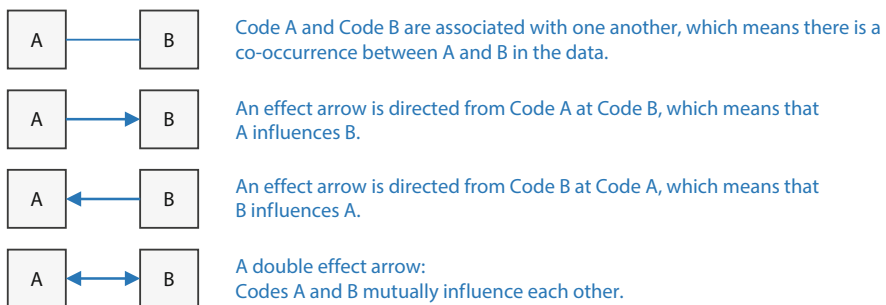 A B Code A and Code B are associated with one another, which means there is a
co-occurrence between A and B in the data.
A B An effect arrow is directed from Code A at Code B, which means that
A influences B.
A B An effect arrow is directed from Code B at Code A, which means that
B influences A.
A B A double effect arrow:
Codes A and B mutually influence each other.